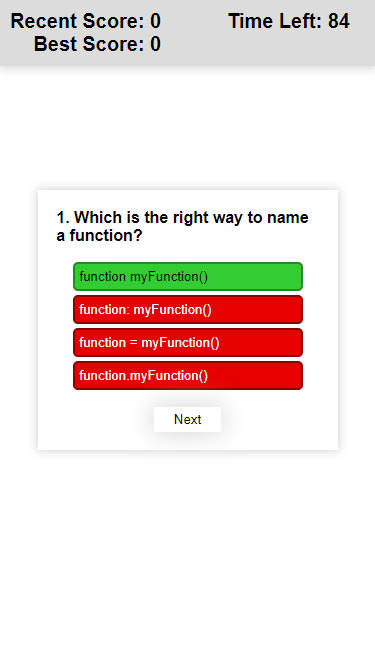 Recent Score: 0 Time Left: 84
Best Score: 0
1. Which is the right way to name
a function?
function myFunction()
function: myFunction()
function = myFunction()
function.myFunction()
Next